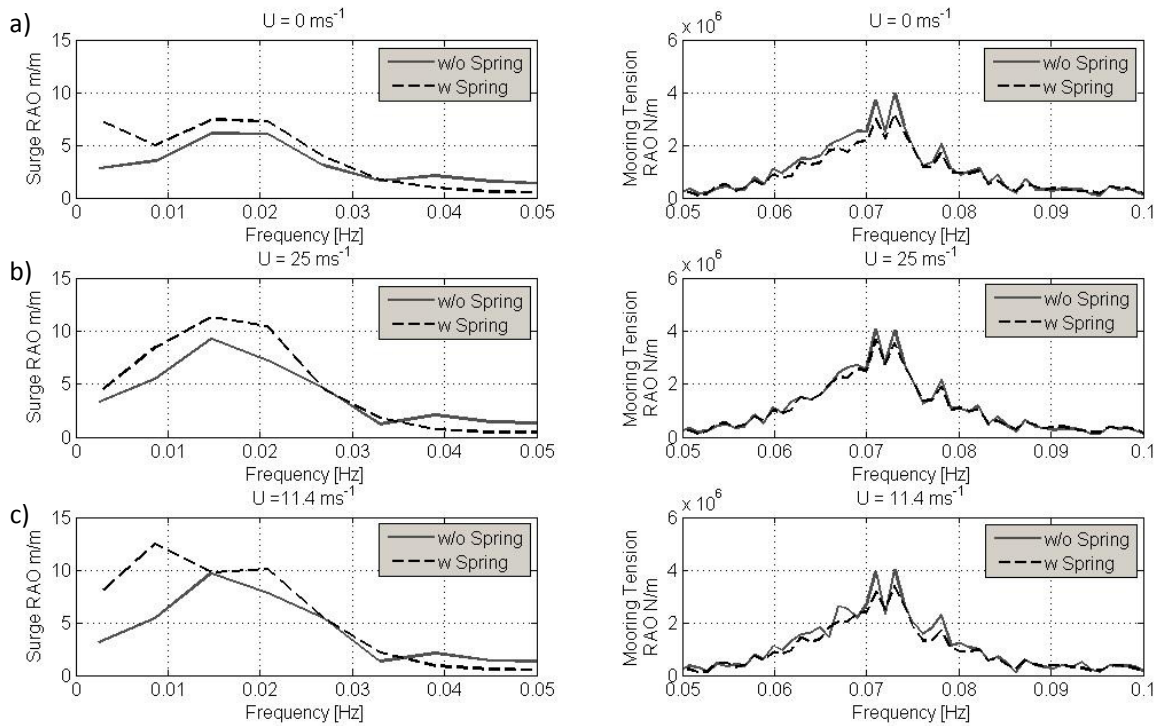 a)
U = 0 ms⁻¹
Surge RAO m/m
15
10
5
0
w/o Spring
w Spring
0 0.01 0.02 0.03 0.04 0.05
Frequency [Hz]
U = 0 ms⁻¹
x 10⁶
Mooring Tension
RAO N/m
6
4
2
0
w/o Spring
w Spring
0.05 0.06 0.07 0.08 0.09 0.1
Frequency [Hz]
b)
U = 25 ms⁻¹
Surge RAO m/m
15
10
5
0
w/o Spring
w Spring
0 0.01 0.02 0.03 0.04 0.05
Frequency [Hz]
U = 25 ms⁻¹
x 10⁶
Mooring Tension
RAO N/m
6
4
2
0
w/o Spring
w Spring
0.05 0.06 0.07 0.08 0.09 0.1
Frequency [Hz]
c)
U =11.4 ms⁻¹
Surge RAO m/m
15
10
5
0
w/o Spring
w Spring
0 0.01 0.02 0.03 0.04 0.05
Frequency [Hz]
U = 11.4 ms⁻¹
x 10⁶
Mooring Tension
RAO N/m
6
4
2
0
w/o Spring
w Spring
0.05 0.06 0.07 0.08 0.09 0.1
Frequency [Hz]